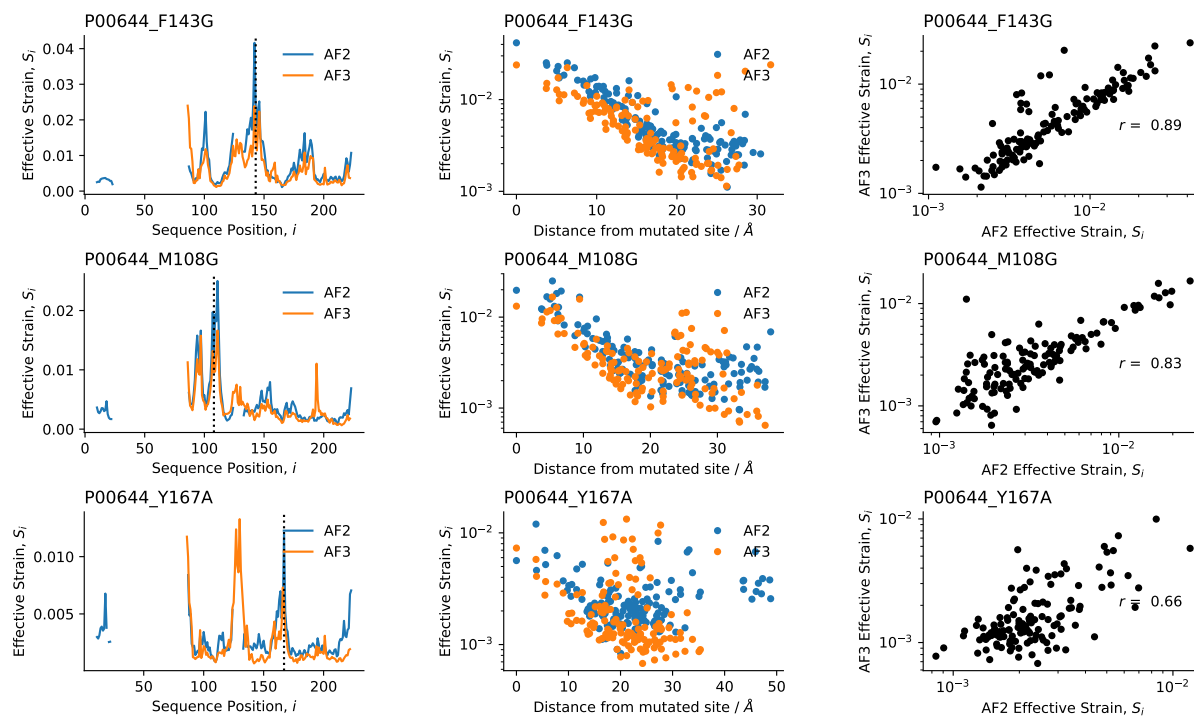 P00644_F143G
P00644_F143G
P00644_F143G
Effective Strain, Sᵢ
0.04
0.03
0.02
0.01
0.00
AF2
AF3
0
50
100
150
200
Sequence Position, i
Effective Strain, Sᵢ
10⁻²
10⁻³
AF2
AF3
0
10
20
30
Distance from mutated site / Å
AF3 Effective Strain, Sᵢ
10⁻²
10⁻³
r = 0.89
10⁻³
10⁻²
AF2 Effective Strain, Sᵢ
P00644_M108G
P00644_M108G
P00644_M108G
Effective Strain, Sᵢ
0.02
0.01
0.00
AF2
AF3
0
50
100
150
200
Sequence Position, i
Effective Strain, Sᵢ
10⁻²
10⁻³
AF2
AF3
0
10
20
30
Distance from mutated site / Å
AF3 Effective Strain, Sᵢ
10⁻²
10⁻³
r = 0.83
10⁻³
10⁻²
AF2 Effective Strain, Sᵢ
P00644_Y167A
P00644_Y167A
P00644_Y167A
Effective Strain, Sᵢ
0.010
0.005
AF2
AF3
50
100
150
200
Sequence Position, i
Effective Strain, Sᵢ
10⁻²
10⁻³
AF2
AF3
0
10
20
30
40
50
Distance from mutated site / Å
AF3 Effective Strain, Sᵢ
10⁻²
10⁻³
r = 0.66
10⁻³
10⁻²
AF2 Effective Strain, Sᵢ